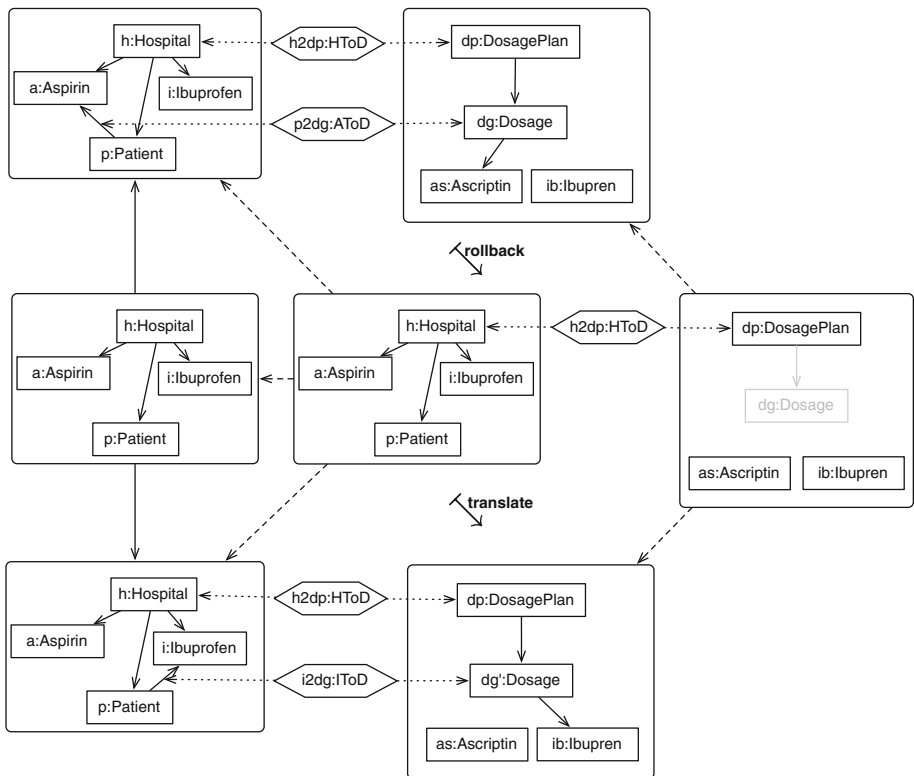 h:Hospital
h2dp:HToD
dp:DosagePlan
a:Aspirin
i:Ibuprofen
p2dg:AToD
dg:Dosage
p:Patient
as:Ascriptin
ib:Ibupren
rollback
h:Hospital
a:Aspirin
i:Ibuprofen
p:Patient
h:Hospital
h2dp:HToD
dp:DosagePlan
a:Aspirin
i:Ibuprofen
dg:Dosage
p:Patient
as:Ascriptin
ib:Ibupren
translate
h:Hospital
h2dp:HToD
dp:DosagePlan
a:Aspirin
i:Ibuprofen
i2dg:IToD
dg':Dosage
p:Patient
as:Ascriptin
ib:Ibupren